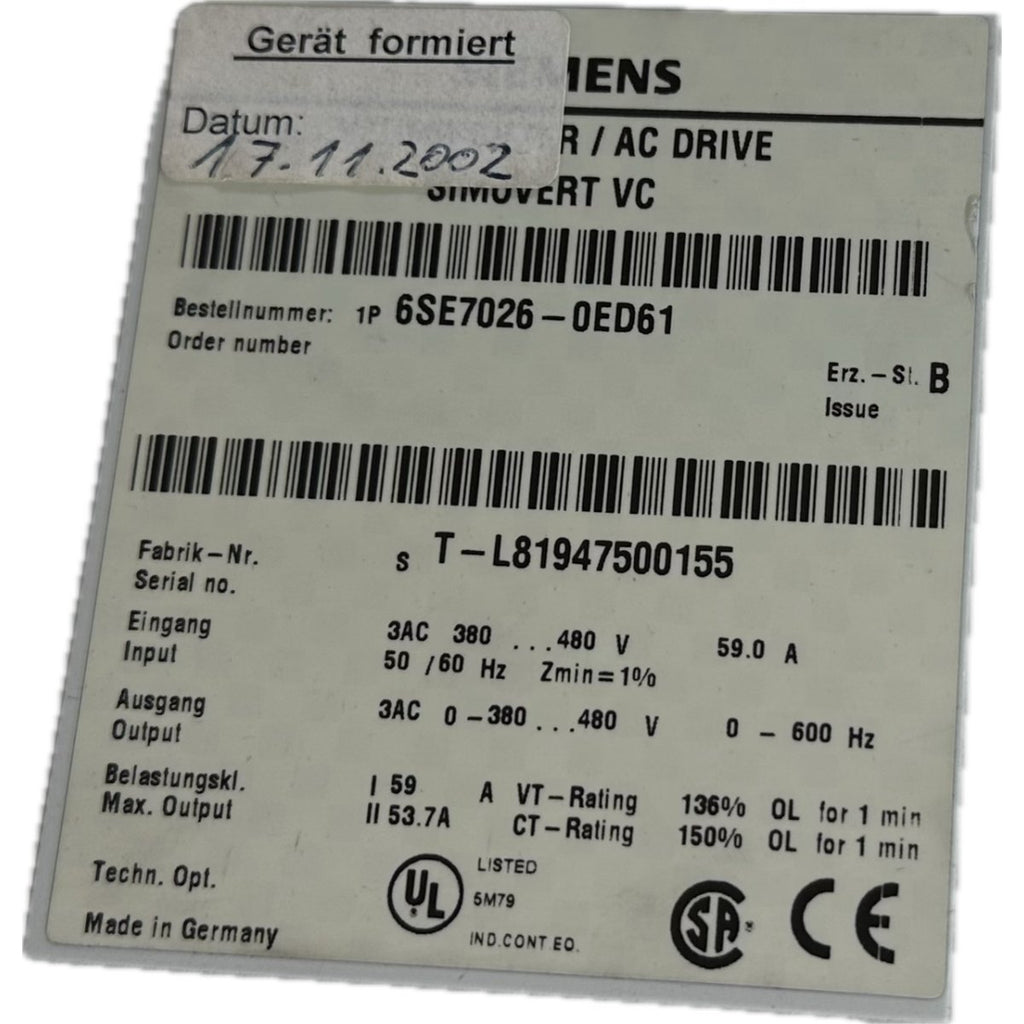 Gerät formiert
Datum:
17.11.2002
MENS
R / AC DRIVE
SIMOVERT VC
Bestellnummer: 1P 6SE7026-0ED61
Order number
Erz.-St. B
Issue
Fabrik-Nr. S T-L81947500155
Serial no.
Eingang 3AC 380 ...480 V 59.0 A
Input 50 /60 Hz Zmin=1%
Ausgang 3AC 0-380...480 V 0 - 600 Hz
Output
Belastungskl. I 59 A VT-Rating 136% OL for 1 min
Max. Output II 53.7A CT-Rating 150% OL for 1 min
Techn. Opt.
Made in Germany
UL LISTED
5M79
IND.CONT.EQ.
SA
CE